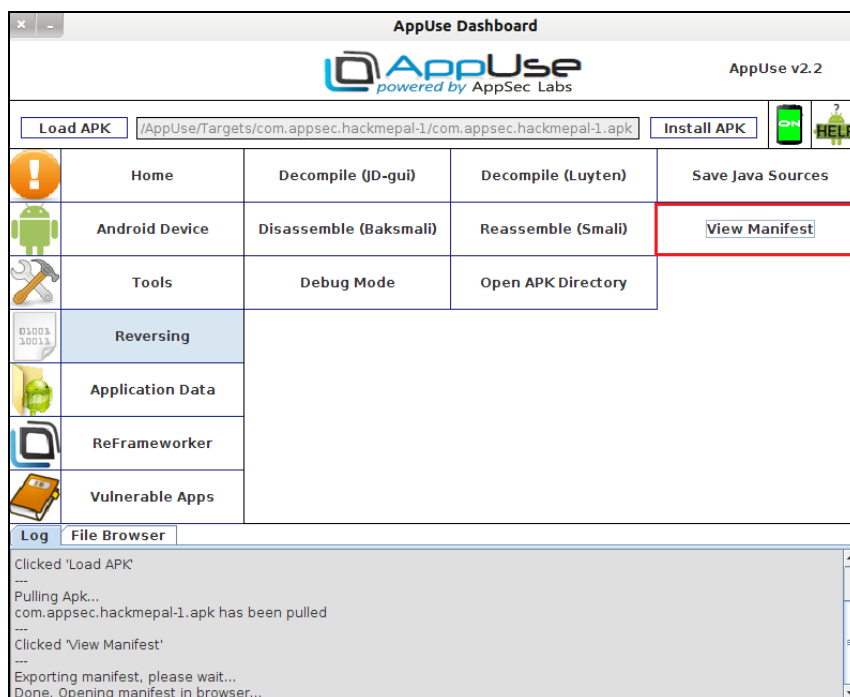 AppUse Dashboard
AppUse
powered by AppSec Labs
AppUse v2.2
Load APK /AppUse/Targets/com.appsec.hackmepal-1/com.appsec.hackmepal-1.apk Install APK ON ? HELP
Home Decompile (JD-gui) Decompile (Luyten) Save Java Sources
Android Device Disassemble (Baksmali) Reassemble (Smali) View Manifest
Tools Debug Mode Open APK Directory
01001
10011
Reversing
Application Data
ReFrameworker
Vulnerable Apps
Log File Browser
Clicked 'Load APK'
---
Pulling Apk...
com.appsec.hackmepal-1.apk has been pulled
---
Clicked 'View Manifest'
---
Exporting manifest, please wait...
Done. Opening manifest in browser...